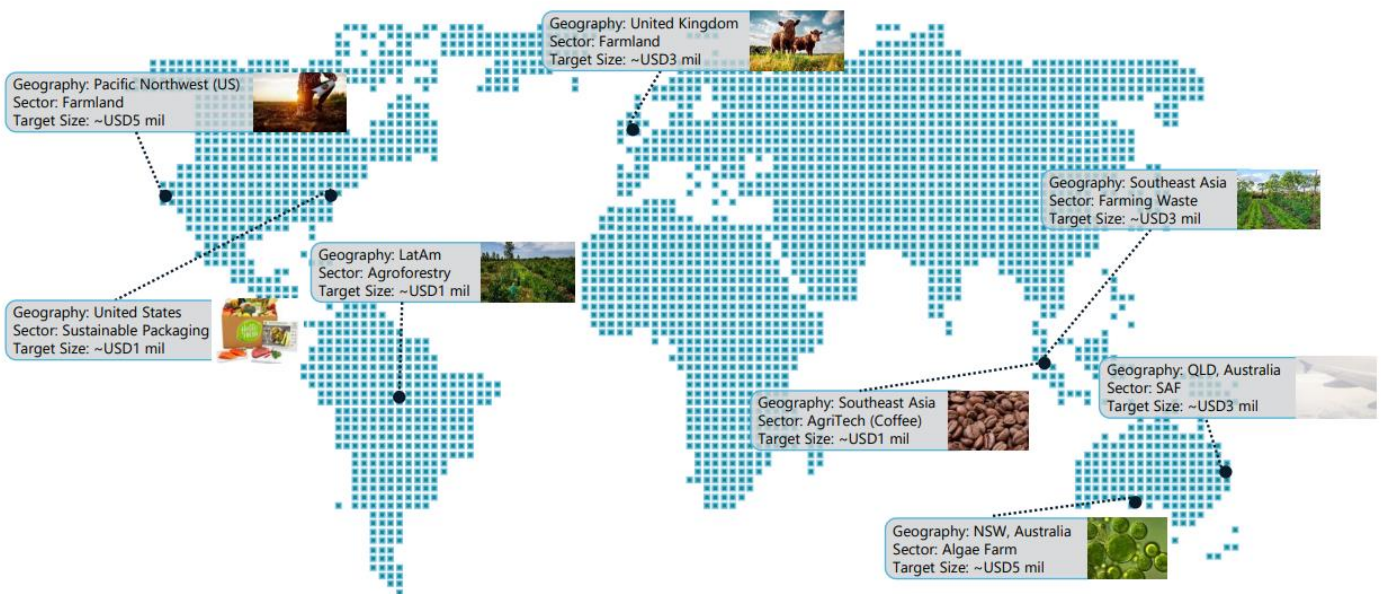 Geography: United Kingdom
Sector: Farmland
Target Size: ~USD3 mil
Geography: Pacific Northwest (US)
Sector: Farmland
Target Size: ~USD5 mil
Geography: Southeast Asia
Sector: Farming Waste
Target Size: ~USD3 mil
Geography: LatAm
Sector: Agroforestry
Target Size: ~USD1 mil
Geography: United States
Sector: Sustainable Packaging
Target Size: ~USD1 mil
Geography: QLD, Australia
Sector: SAF
Target Size: ~USD3 mil
Geography: Southeast Asia
Sector: AgriTech (Coffee)
Target Size: ~USD1 mil
Geography: NSW, Australia
Sector: Algae Farm
Target Size: ~USD5 mil